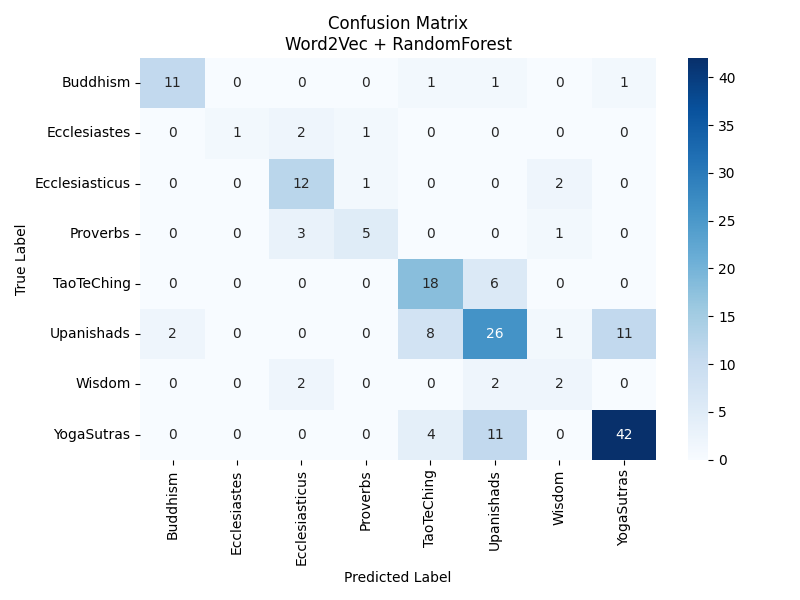 Confusion Matrix
Word2Vec + RandomForest
True Label
Buddhism 11 0 0 0 1 1 0 1
Ecclesiastes 0 1 2 1 0 0 0 0
Ecclesiasticus 0 0 12 1 0 0 2 0
Proverbs 0 0 3 5 0 0 1 0
TaoTeChing 0 0 0 0 18 6 0 0
Upanishads 2 0 0 0 8 26 1 11
Wisdom 0 0 2 0 0 2 2 0
YogaSutras 0 0 0 0 4 11 0 42
Buddhism Ecclesiastes Ecclesiasticus Proverbs TaoTeChing Upanishads Wisdom YogaSutras
Predicted Label
40
35
30
25
20
15
10
5
0